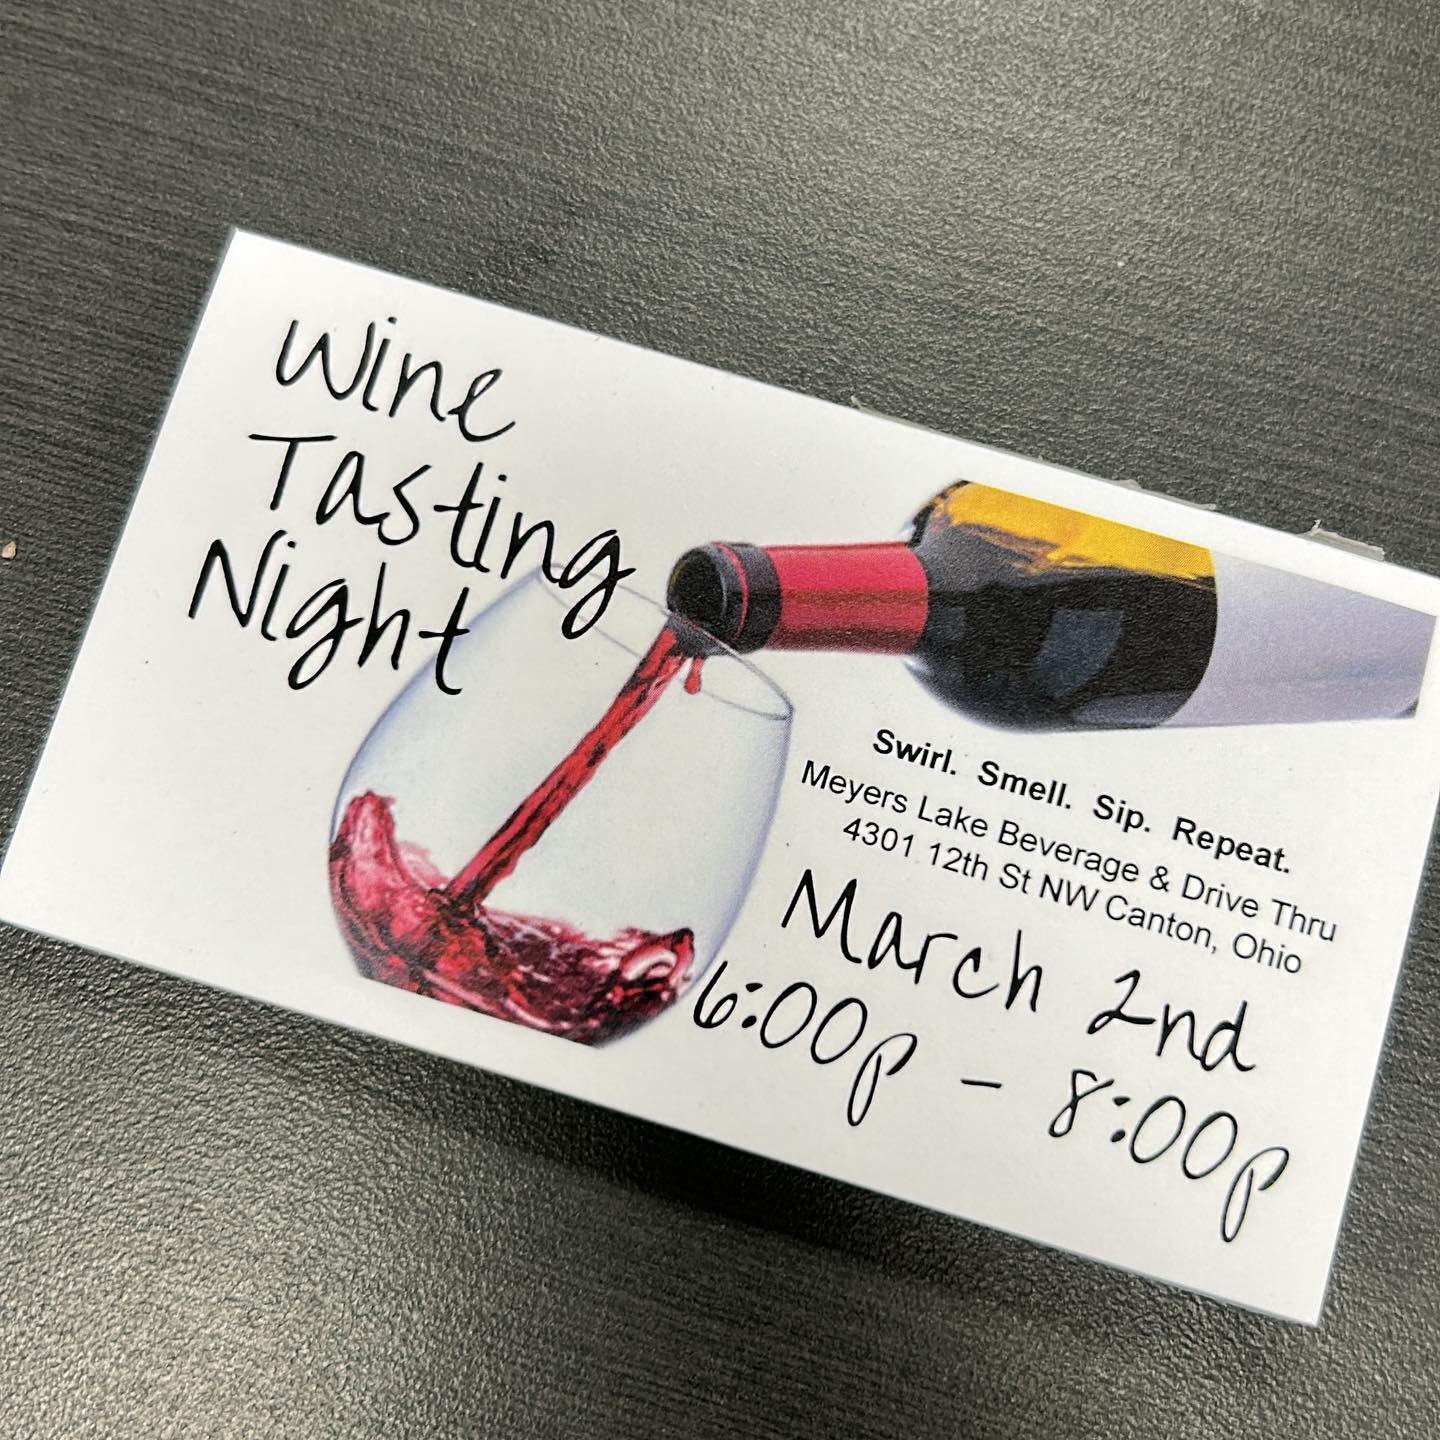 Wine
Tasting
Night
Swirl. Smell. Sip. Repeat.
Meyers Lake Beverage & Drive Thru
4301 12th St NW Canton, Ohio
March 2nd
6:00p - 8:00p